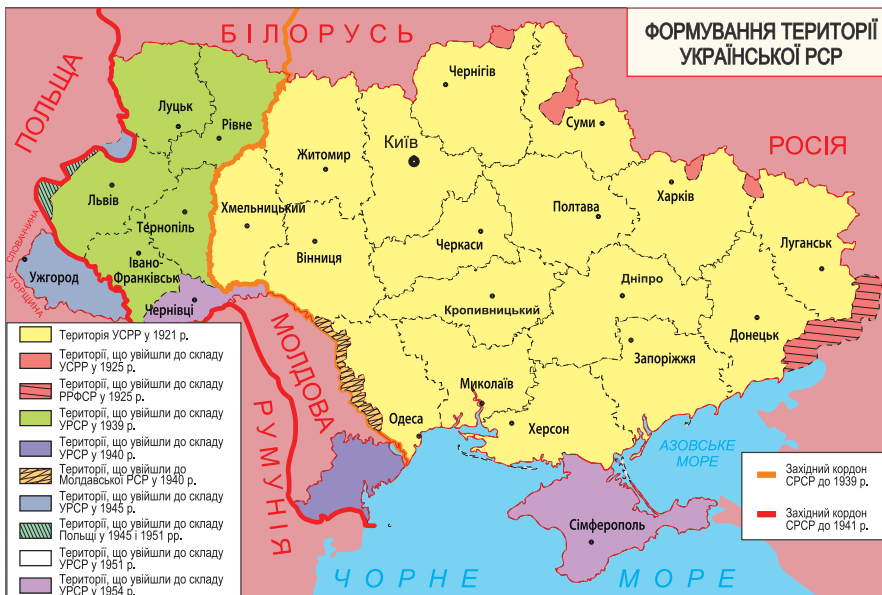 ФОРМУВАННЯ ТЕРИТОРІЇ
УКРАЇНСЬКОЇ РСР
БІЛОРУСЬ
ПОЛЬЩА
РОСІЯ
СЛОВАЧЧИНА
УГОРЩИНА
МОЛДОВА
РУМУНІЯ
Луцьк
Рівне
Житомир
Київ
Чернігів
Суми
Львів
Тернопіль
Хмельницький
Вінниця
Черкаси
Полтава
Харків
Луганськ
Ужгород
Івано-
Франківськ
Чернівці
Кропивницький
Дніпро
Донецьк
Запоріжжя
Миколаїв
Одеса
Херсон
Сімферополь
АЗОВСЬКЕ
МОРЕ
ЧОРНЕ МОРЕ
Територія УСРР у 1921 р.
Території, що увійшли до складу
УСРР у 1925 р.
Території, що увійшли до складу
РРФСР у 1925 р.
Території, що увійшли до складу
УРСР у 1939 р.
Території, що увійшли до складу
УРСР у 1940 р.
Території, що увійшли до
Молдавської РСР у 1940 р.
Території, що увійшли до складу
УРСР у 1945 р.
Території, що увійшли до складу
Польщі у 1945 і 1951 рр.
Території, що увійшли до складу
УРСР у 1951 р.
Території, що увійшли до складу
УРСР у 1954 р.
Західний кордон
СРСР до 1939 р.
Західний кордон
СРСР до 1941 р.